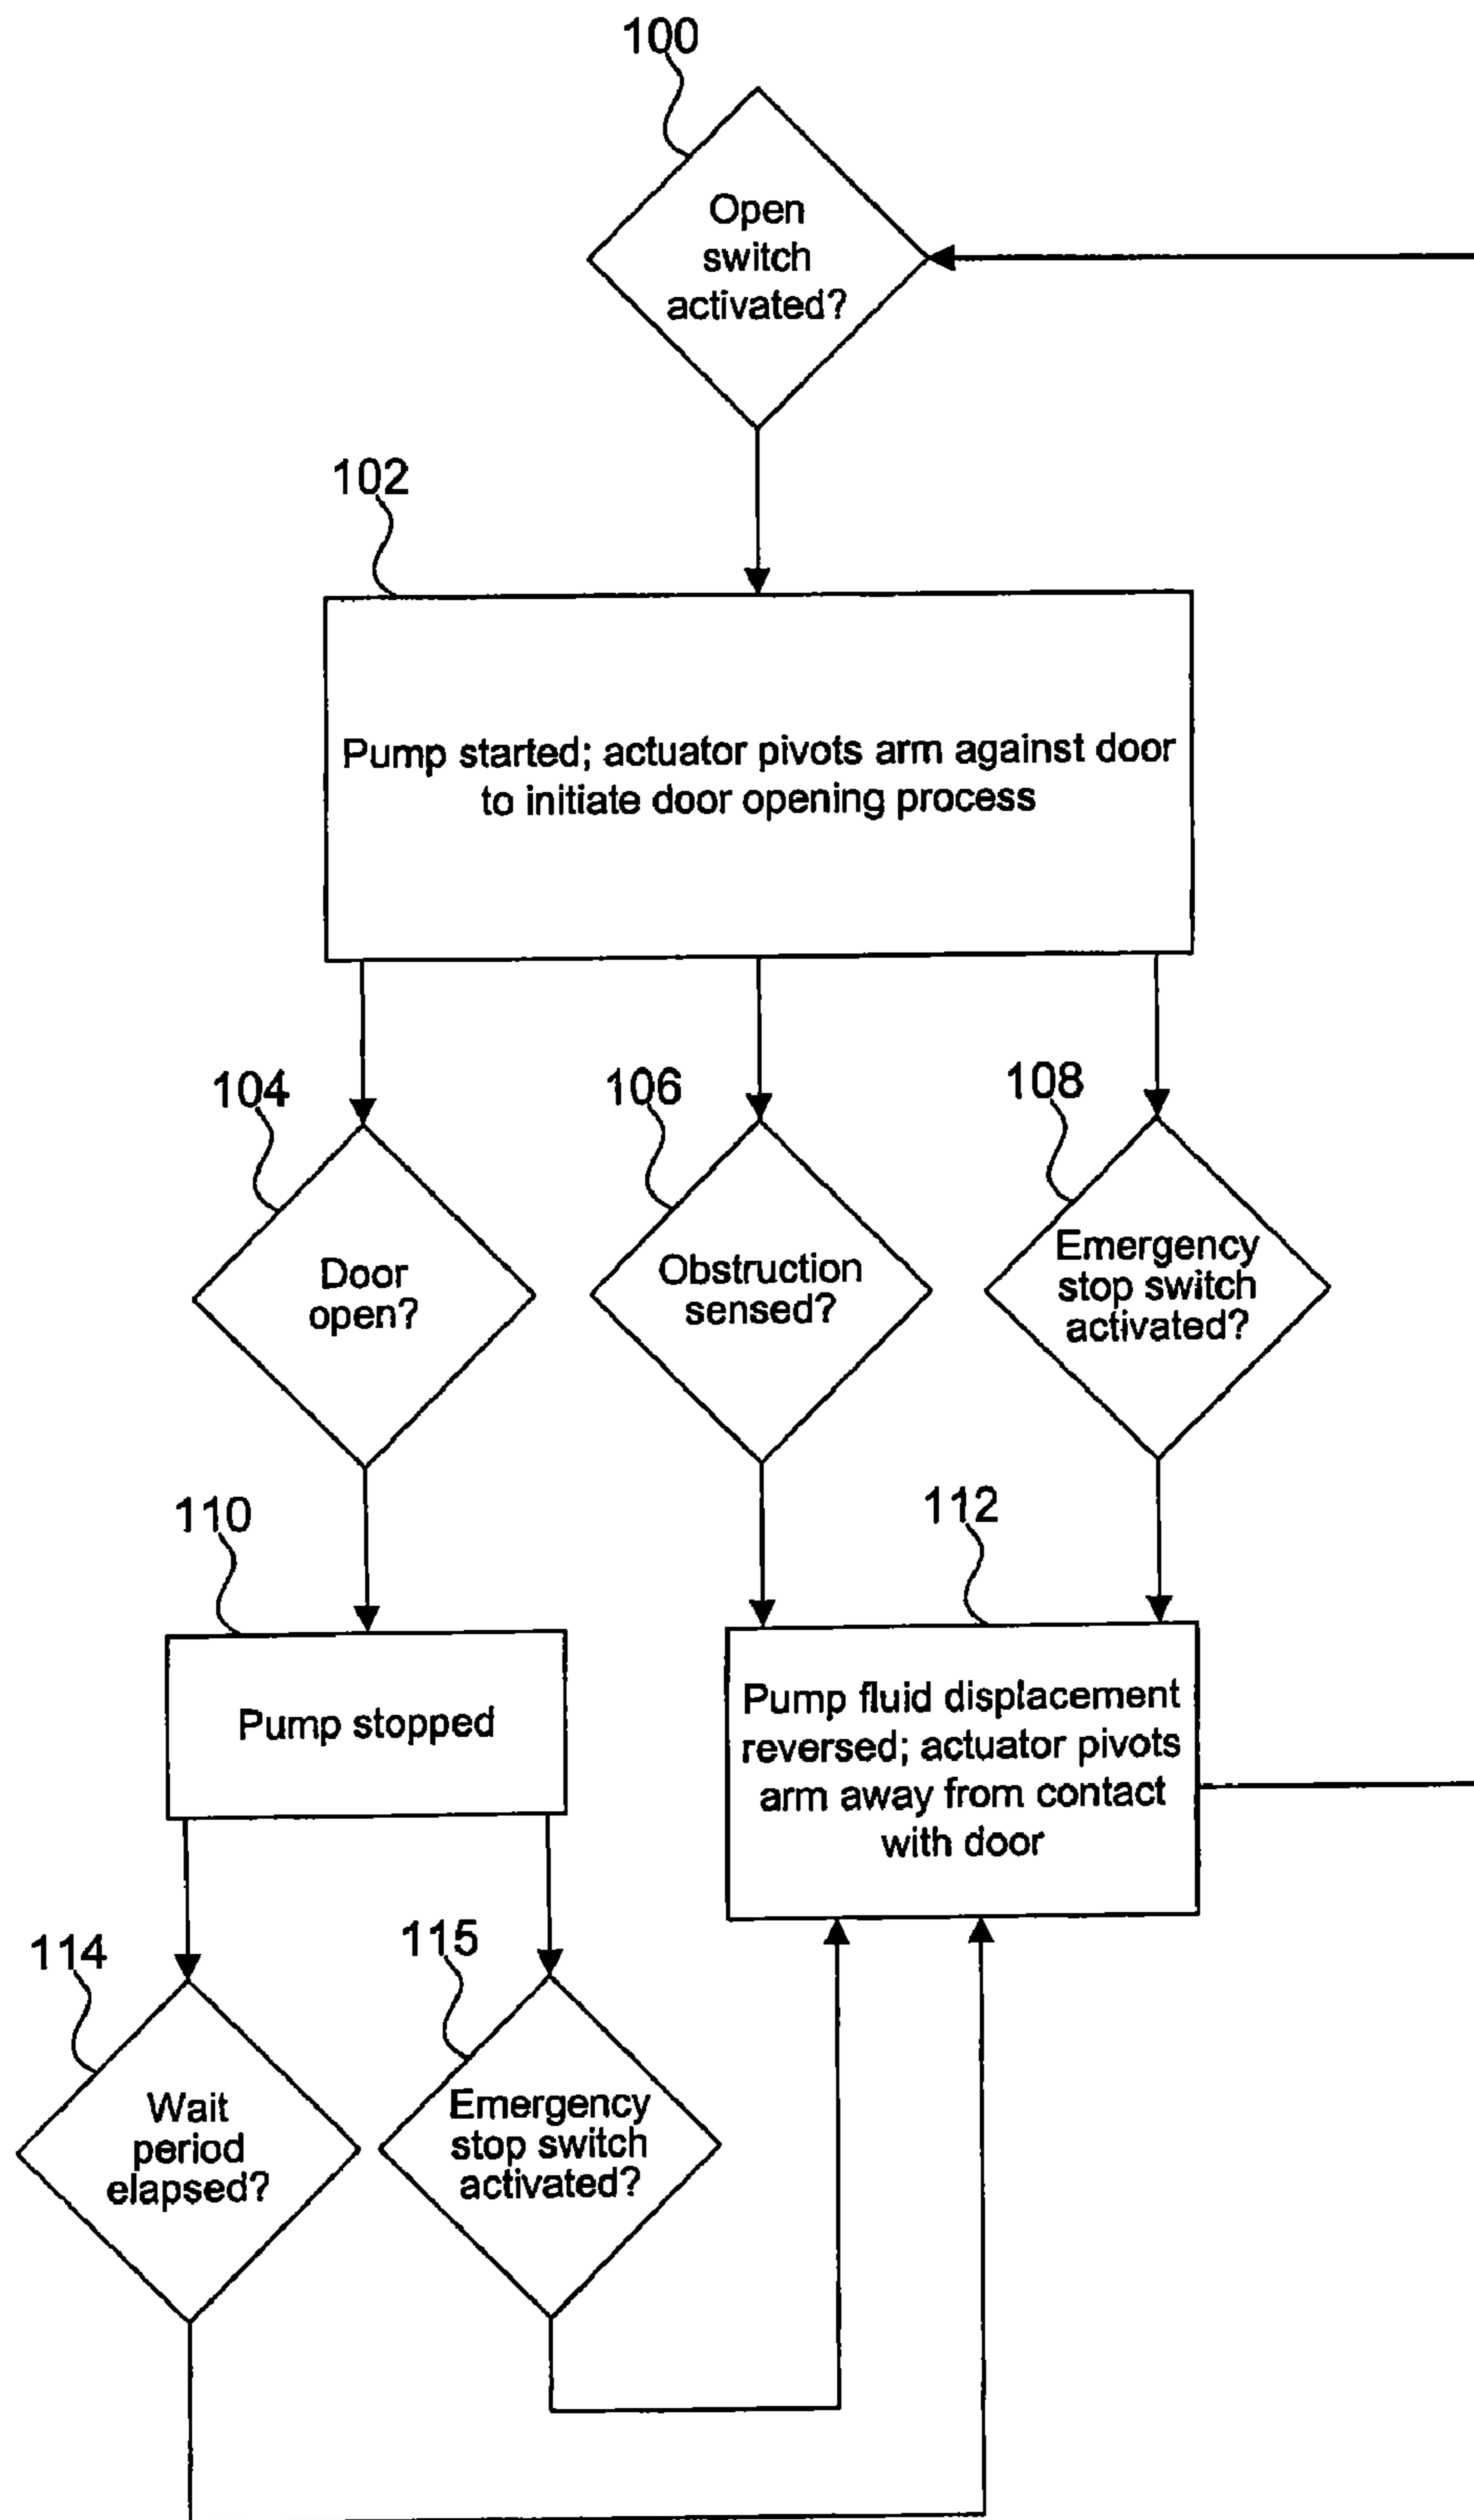 100
Open
switch
activated?
102
Pump started; actuator pivots arm against door
to initiate door opening process
104
106
108
Door
open?
Obstruction
sensed?
Emergency
stop switch
activated?
110
112
Pump stopped
Pump fluid displacement
reversed; actuator pivots
arm away from contact
with door
114
115
Wait
period
elapsed?
Emergency
stop switch
activated?